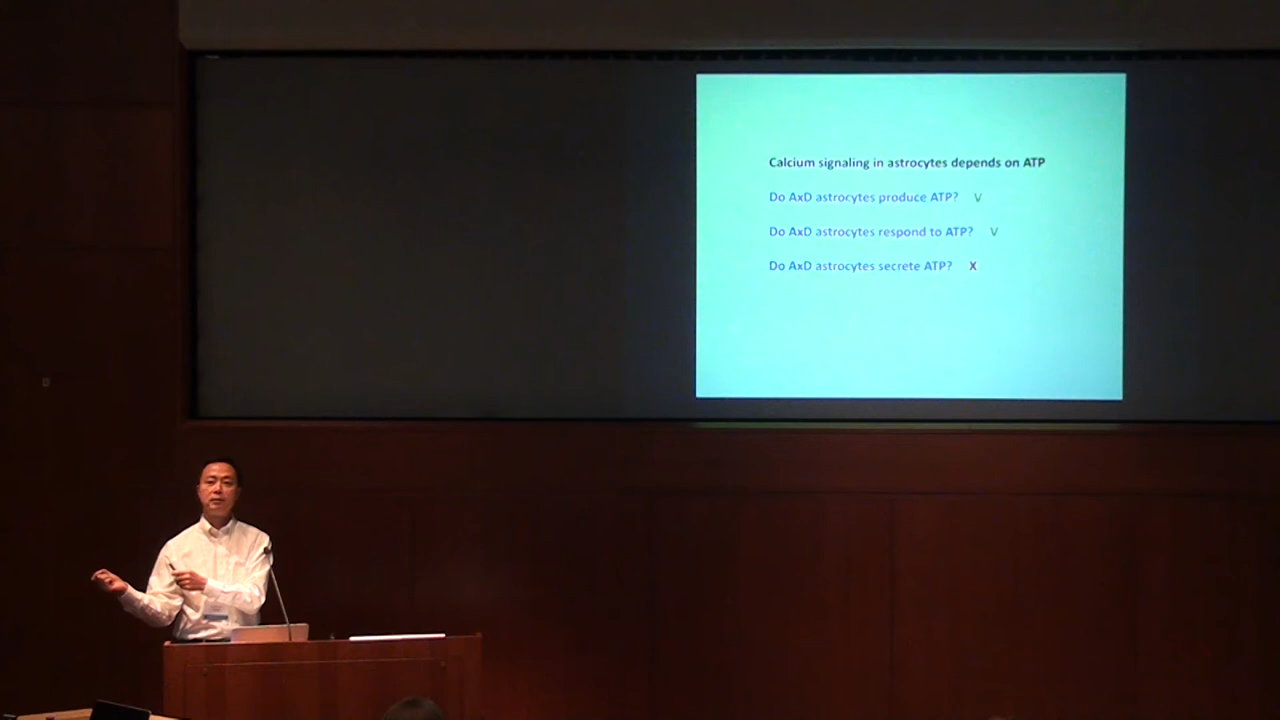 Calcium signaling in astrocytes depends on ATP
Do AxD astrocytes produce ATP? V
Do AxD astrocytes respond to ATP? V
Do AxD astrocytes secrete ATP? X